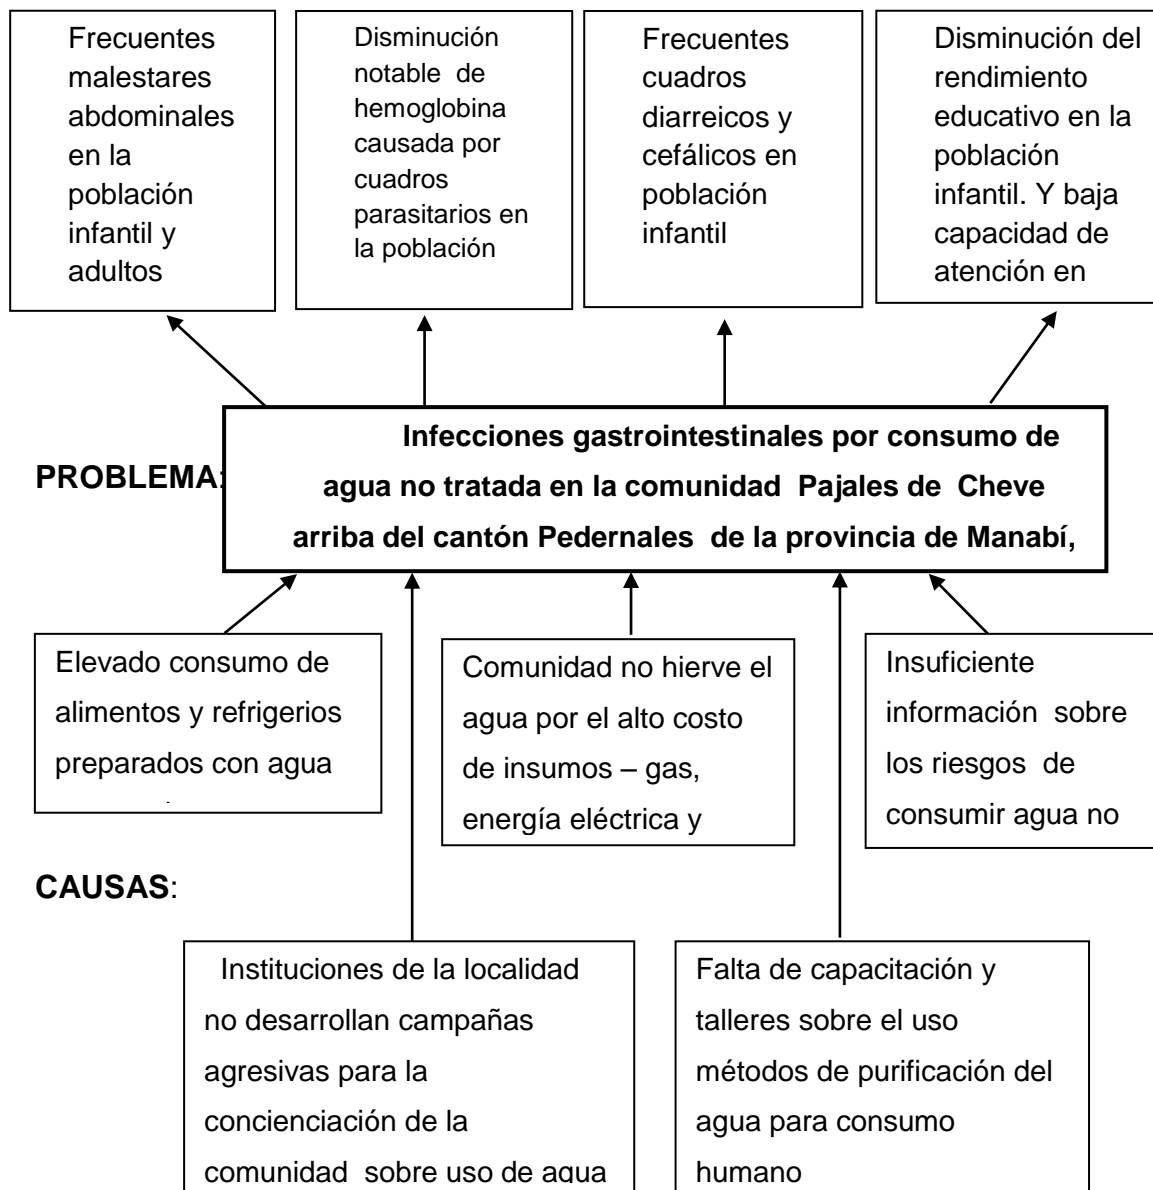 Frecuentes
malestares
abdominales
en la
población
infantil y
adultos
Disminución
notable de
hemoglobina
causada por
cuadros
parasitarios en
la población
Frecuentes
cuadros
diarreicos y
cefálicos en
población
infantil
Disminución del
rendimiento
educativo en la
población
infantil. Y baja
capacidad de
atención en
PROBLEMA:
Infecciones gastrointestinales por consumo de
agua no tratada en la comunidad Pajales de Cheve
arriba del cantón Pedernales de la provincia de Manabí,
Elevado consumo de
alimentos y refrigerios
preparados con agua
Comunidad no hierve el
agua por el alto costo
de insumos – gas,
energía eléctrica y
Insuficiente
información sobre
los riesgos de
consumir agua no
CAUSAS:
Instituciones de la localidad
no desarrollan campañas
agresivas para la
concienciación de la
comunidad sobre uso de agua
Falta de capacitación y
talleres sobre el uso
métodos de purificación del
agua para consumo
humano